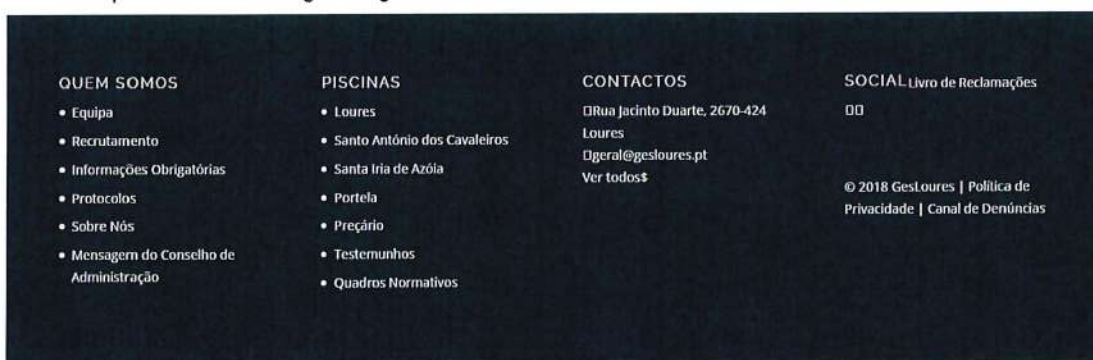 QUEM SOMOS
• Equipa
• Recrutamento
• Informações Obrigatórias
• Protocolos
• Sobre Nós
• Mensagem do Conselho de
Administração
PISCINAS
• Loures
• Santo António dos Cavaleiros
• Santa Iria de Azóia
• Portela
• Preçário
• Testemunhos
• Quadros Normativos
CONTACTOS
▯Rua Jacinto Duarte, 2670-424
Loures
▯geral@gesloures.pt
Ver todos$
SOCIAL Livro de Reclamações
▯▯
© 2018 GesLoures | Política de
Privacidade | Canal de Denúncias